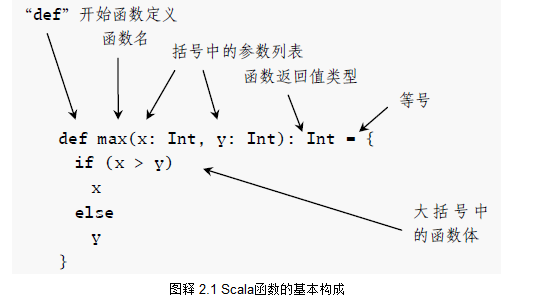 “def”开始函数定义
函数名
括号中的参数列表
函数返回值类型
等号
def max(x: Int, y: Int): Int = {
if (x > y)
x
else
y
}
大括号中
的函数体
图释 2.1 Scala函数的基本构成